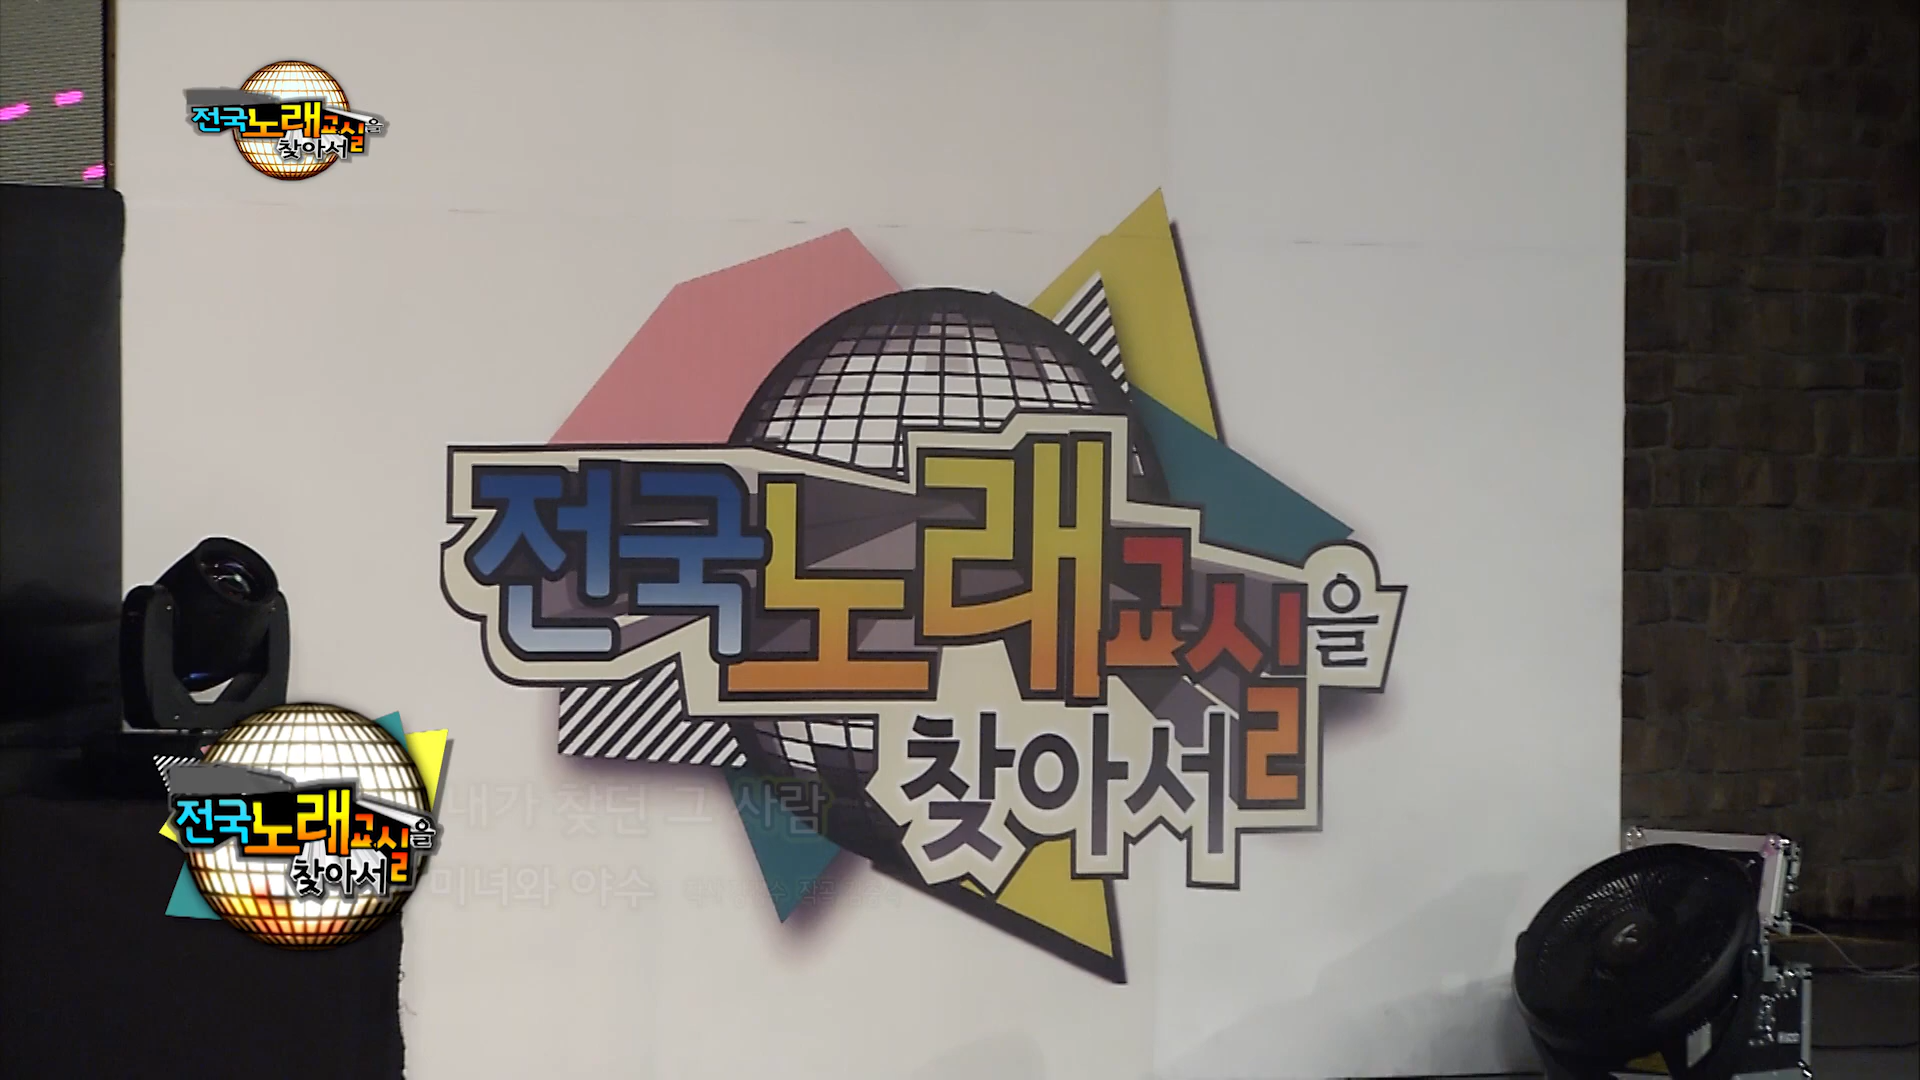 전국노래교실을
찾아서
전국노래교실을
찾아서
전국노래교실을
찾아서
내가 찾던 그 사람
미녀와 야수